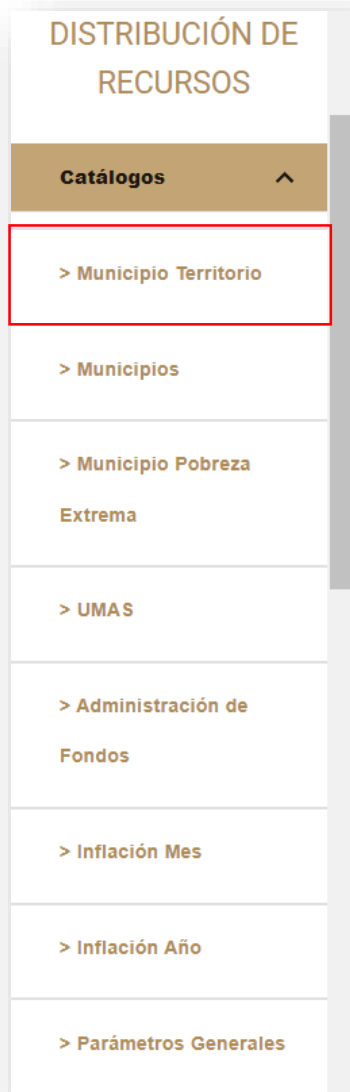 DISTRIBUCIÓN DE
RECURSOS
Catálogos
> Municipio Territorio
> Municipios
> Municipio Pobreza
Extrema
> UMAS
> Administración de
Fondos
> Inflación Mes
> Inflación Año
> Parámetros Generales